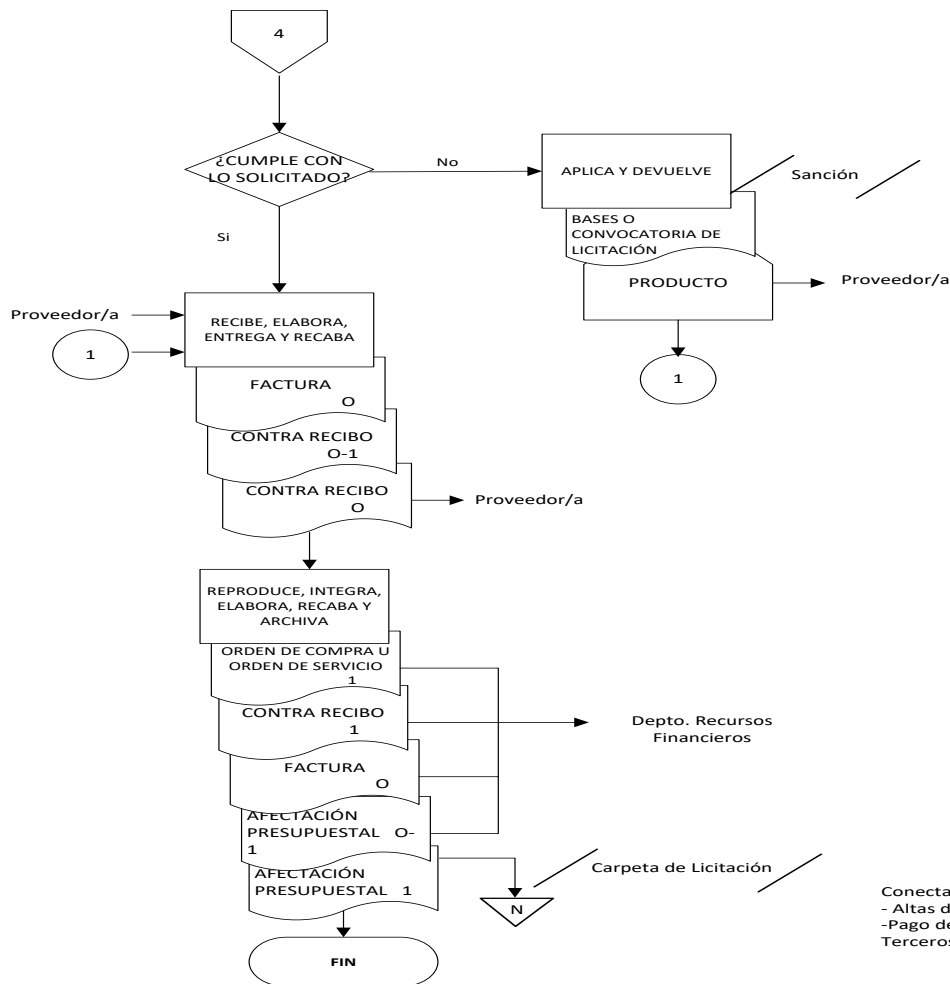 4
¿CUMPLE CON
LO SOLICITADO?
No
Si
APLICA Y DEVUELVE
Sanción
BASES O
CONVOCATORIA DE
LICITACIÓN
PRODUCTO
Proveedor/a
1
Proveedor/a
1
RECIBE, ELABORA,
ENTREGA Y RECABA
FACTURA
O
CONTRA RECIBO
O-1
CONTRA RECIBO
O
Proveedor/a
REPRODUCE, INTEGRA,
ELABORA, RECABA Y
ARCHIVA
ORDEN DE COMPRA U
ORDEN DE SERVICIO
1
CONTRA RECIBO
1
FACTURA
O
AFECTACIÓN
PRESUPUESTAL O-
1
AFECTACIÓN
PRESUPUESTAL 1
Depto. Recursos
Financieros
Carpeta de Licitación
N
FIN
Conecta
- Altas d
-Pago de
Terceros